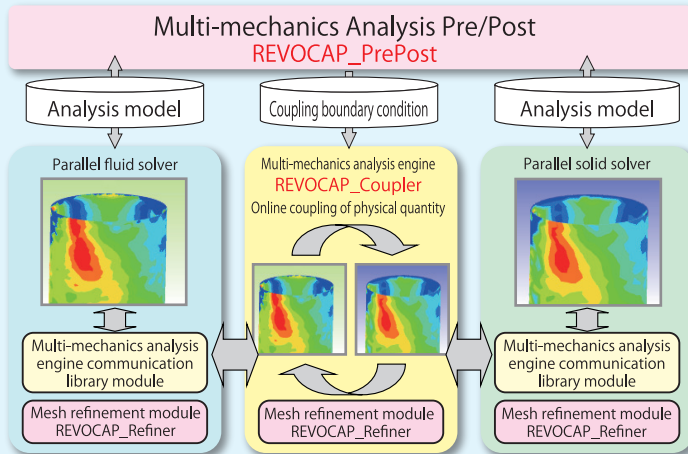 Multi-mechanics Analysis Pre/Post
REVOCAP_PrePost
Analysis model
Coupling boundary condition
Analysis model
Parallel fluid solver
Multi-mechanics analysis
engine communication
library module
Mesh refinement module
REVOCAP_Refiner
Multi-mechanics analysis engine
REVOCAP_Coupler
Online coupling of physical quantity
Mesh refinement module
REVOCAP_Refiner
Parallel solid solver
Multi-mechanics analysis
engine communication
library module
Mesh refinement module
REVOCAP_Refiner